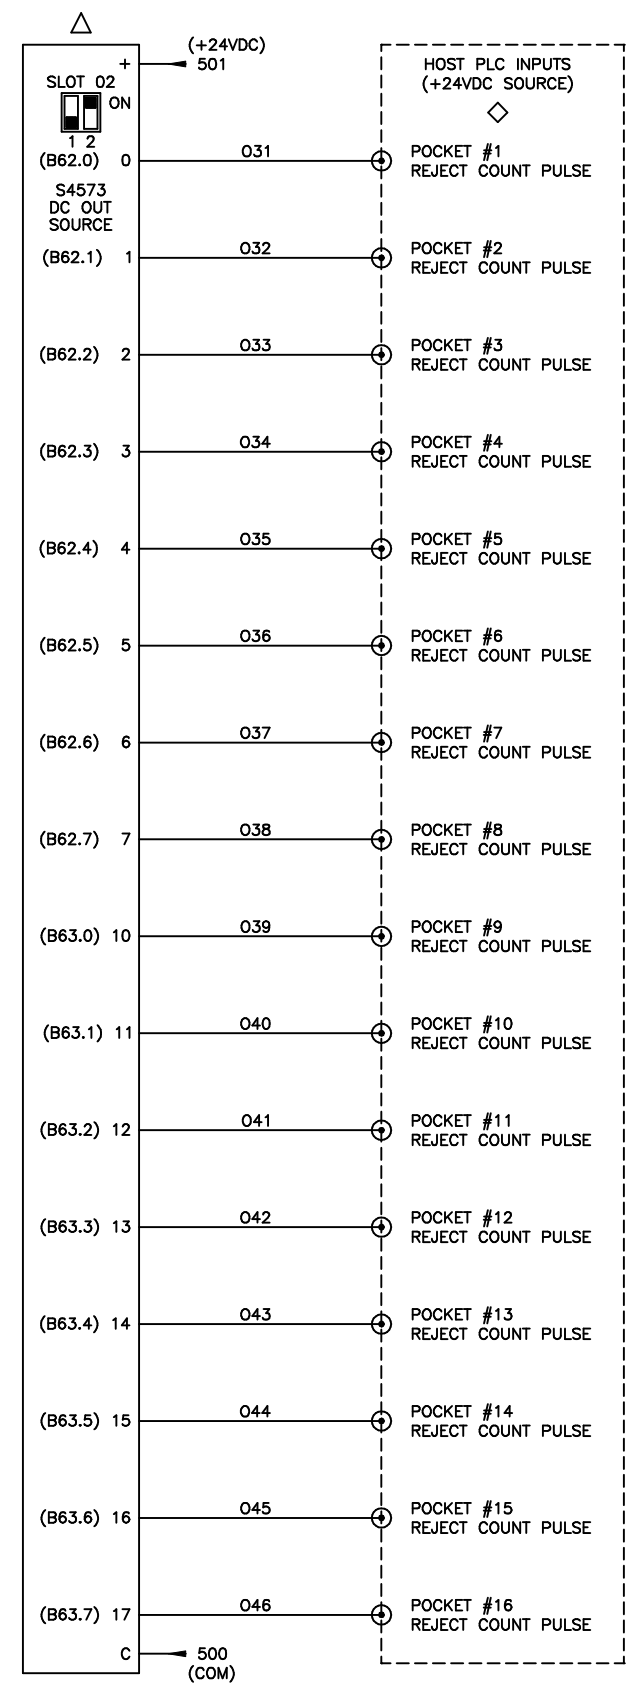 (+24VDC)
+ 501
SLOT 02
ON
1 2
HOST PLC INPUTS
(+24VDC SOURCE)
(B62.0) 0 031 POCKET #1
REJECT COUNT PULSE
S4573
DC OUT
SOURCE
(B62.1) 1 032 POCKET #2
REJECT COUNT PULSE
(B62.2) 2 033 POCKET #3
REJECT COUNT PULSE
(B62.3) 3 034 POCKET #4
REJECT COUNT PULSE
(B62.4) 4 035 POCKET #5
REJECT COUNT PULSE
(B62.5) 5 036 POCKET #6
REJECT COUNT PULSE
(B62.6) 6 037 POCKET #7
REJECT COUNT PULSE
(B62.7) 7 038 POCKET #8
REJECT COUNT PULSE
(B63.0) 10 039 POCKET #9
REJECT COUNT PULSE
(B63.1) 11 040 POCKET #10
REJECT COUNT PULSE
(B63.2) 12 041 POCKET #11
REJECT COUNT PULSE
(B63.3) 13 042 POCKET #12
REJECT COUNT PULSE
(B63.4) 14 043 POCKET #13
REJECT COUNT PULSE
(B63.5) 15 044 POCKET #14
REJECT COUNT PULSE
(B63.6) 16 045 POCKET #15
REJECT COUNT PULSE
(B63.7) 17 046 POCKET #16
REJECT COUNT PULSE
C 500
(COM)